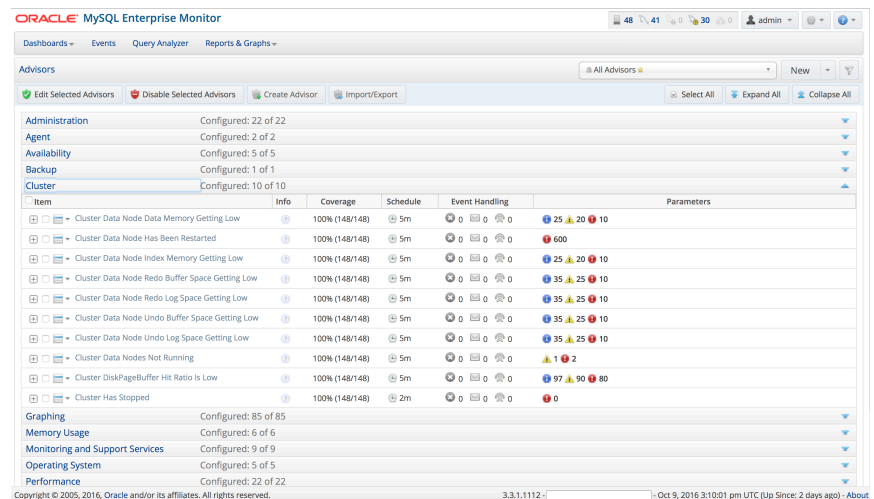 ORACLE® MySQL Enterprise Monitor 48 41 0 30 0 admin
Dashboards Events Query Analyzer Reports & Graphs
Advisors All Advisors New
Edit Selected Advisors Disable Selected Advisors Create Advisor Import/Export Select All Expand All Collapse All
Administration Configured: 22 of 22
Agent Configured: 2 of 2
Availability Configured: 5 of 5
Backup Configured: 1 of 1
Cluster Configured: 10 of 10
Item Info Coverage Schedule Event Handling Parameters
Cluster Data Node Data Memory Getting Low 100% (148/148) 5m 0 0 0 25 20 10
Cluster Data Node Has Been Restarted 100% (148/148) 5m 0 0 0 600
Cluster Data Node Index Memory Getting Low 100% (148/148) 5m 0 0 0 25 20 10
Cluster Data Node Redo Buffer Space Getting Low 100% (148/148) 5m 0 0 0 35 25 10
Cluster Data Node Redo Log Space Getting Low 100% (148/148) 5m 0 0 0 35 25 10
Cluster Data Node Undo Buffer Space Getting Low 100% (148/148) 5m 0 0 0 35 25 10
Cluster Data Node Undo Log Space Getting Low 100% (148/148) 5m 0 0 0 35 25 10
Cluster Data Nodes Not Running 100% (148/148) 5m 0 0 0 1 2
Cluster DiskPageBuffer Hit Ratio Is Low 100% (148/148) 5m 0 0 0 97 90 80
Cluster Has Stopped 100% (148/148) 2m 0 0 0 0
Graphing Configured: 85 of 85
Memory Usage Configured: 6 of 6
Monitoring and Support Services Configured: 9 of 9
Operating System Configured: 5 of 5
Performance Configured: 22 of 22
Copyright © 2005, 2016, Oracle and/or its affiliates. All rights reserved. 3.3.1.1112 - - Oct 9, 2016 3:10:01 pm UTC (Up Since: 2 days ago) - About